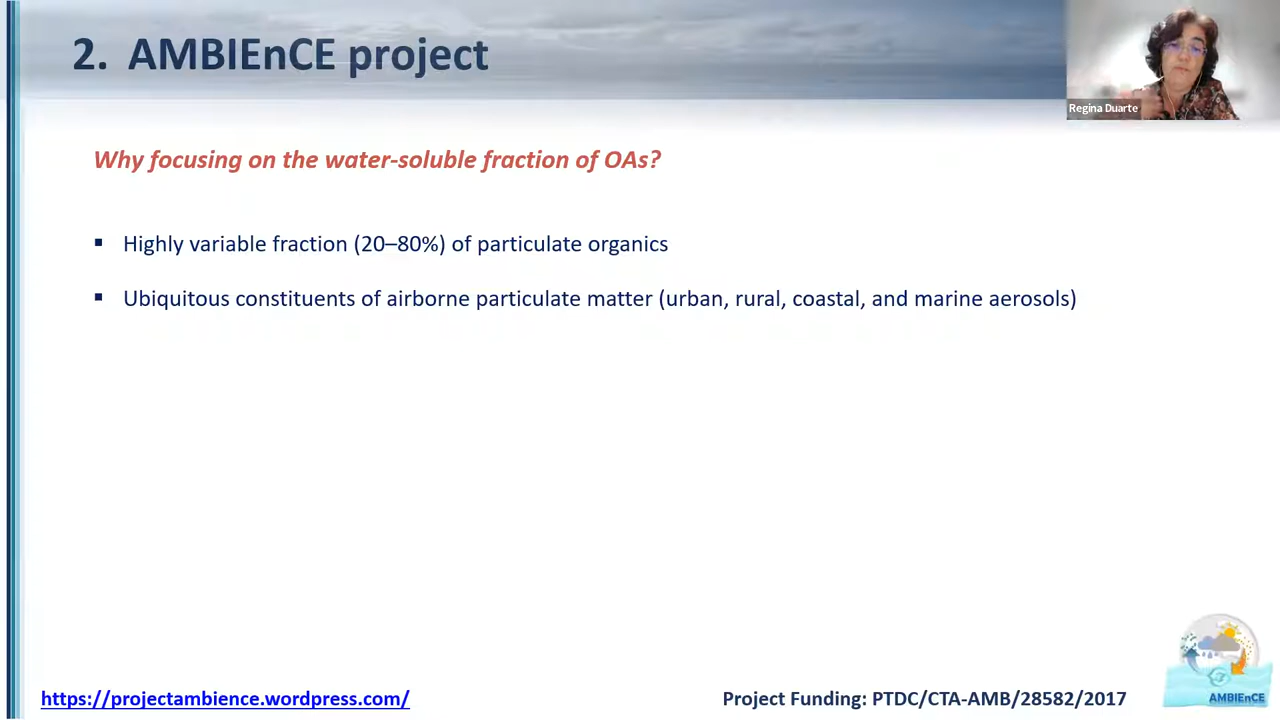 2. AMBIEnCE project
Regina Duarte
Why focusing on the water-soluble fraction of OAs?
▪ Highly variable fraction (20–80%) of particulate organics
▪ Ubiquitous constituents of airborne particulate matter (urban, rural, coastal, and marine aerosols)
https://projectambience.wordpress.com/
Project Funding: PTDC/CTA-AMB/28582/2017
AMBIEnCE